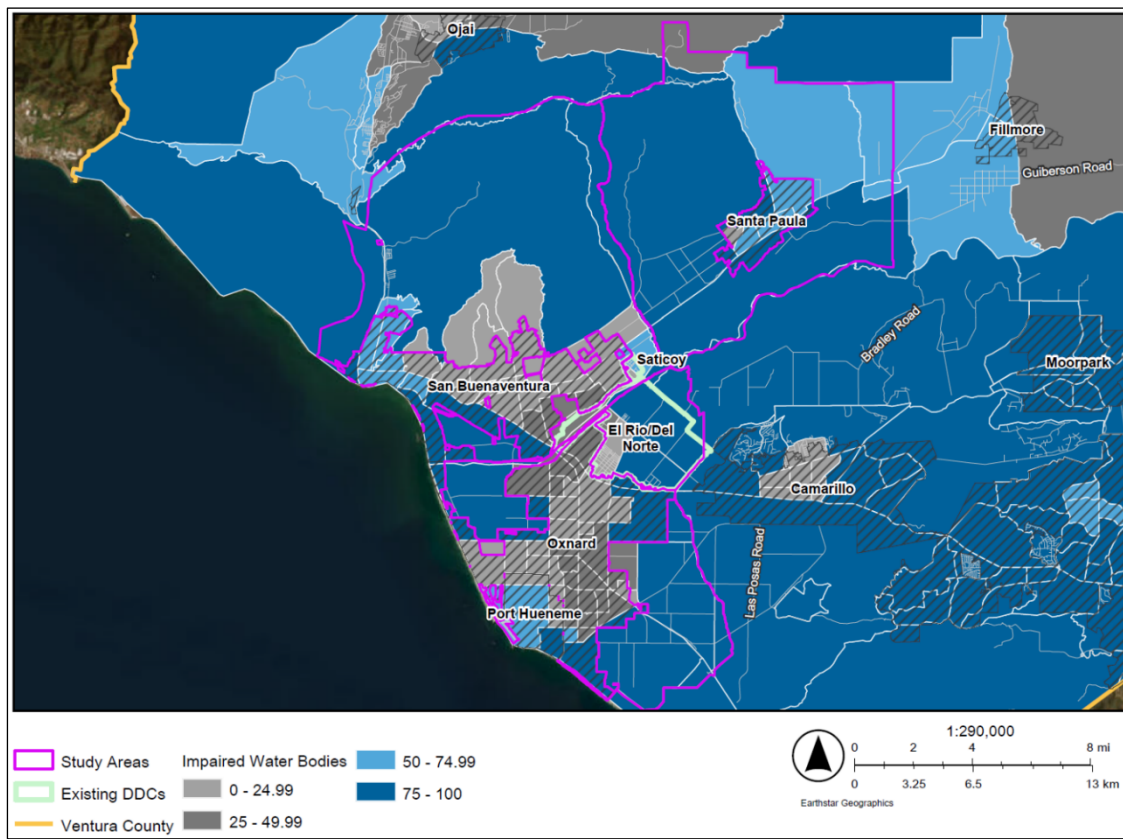 Ojai
Fillmore
Guiberson Road
Santa Paula
Bradley Road
Moorpark
Saticoy
San Buenaventura
El Rio/Del
Norte
Camarillo
Oxnard
Las Posas Road
Port Hueneme
Study Areas
Existing DDCs
Ventura County
Impaired Water Bodies
0 - 24.99
25 - 49.99
50 - 74.99
75 - 100
1:290,000
0 2 4 8 mi
0 3.25 6.5 13 km
Earthstar Geographics